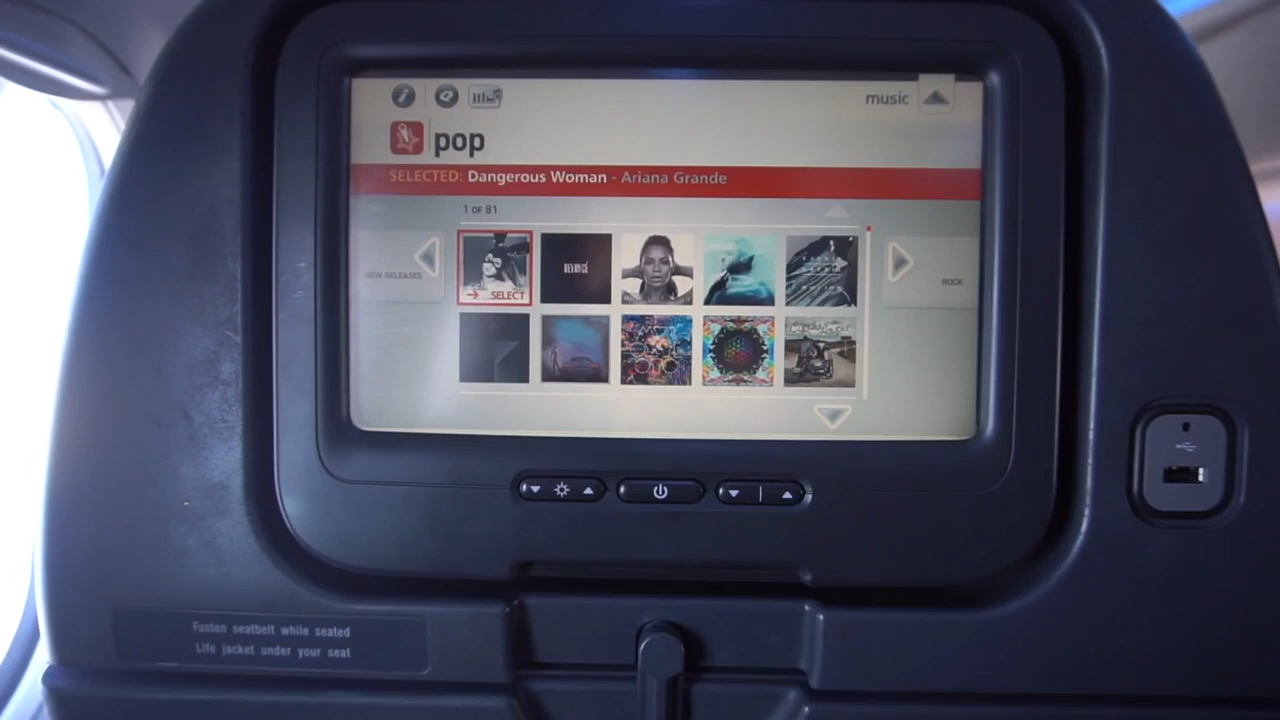 music
pop
SELECTED: Dangerous Woman - Ariana Grande
1 OF 81
NEW RELEASES
SELECT
BEYONCÉ
ROCK
Fasten seatbelt while seated
Life jacket under your seat